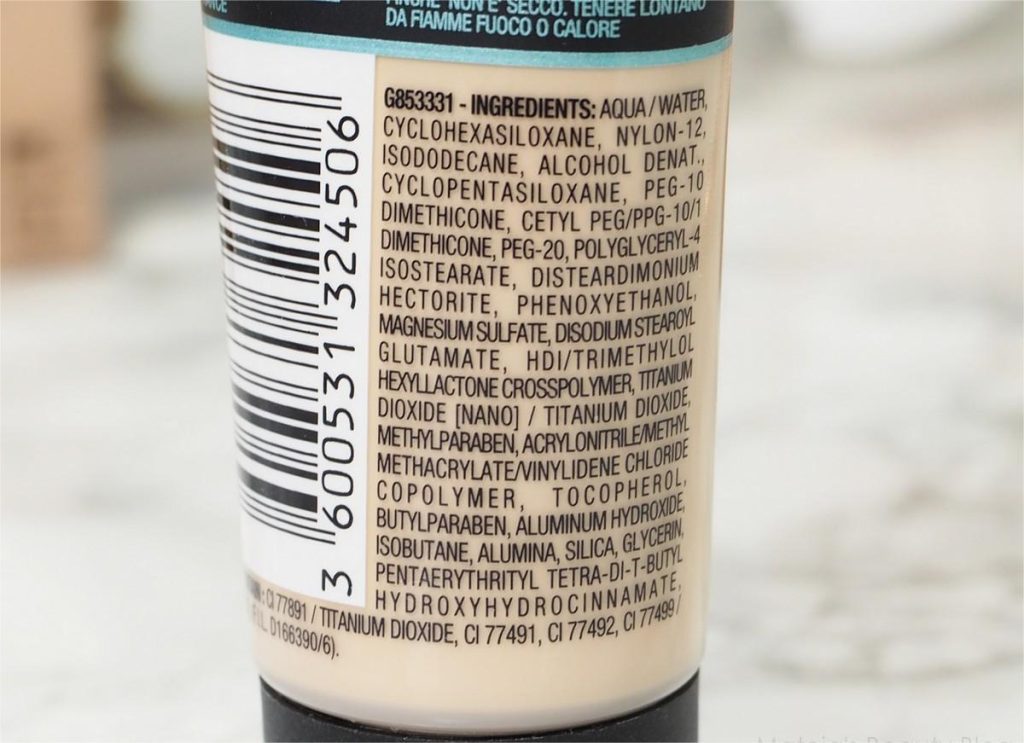 ANCE
ANCHE NON È SECCO. TENERE LONTANO
DA FIAMME FUOCO O CALORE
G853331 - INGREDIENTS: AQUA / WATER,
CYCLOHEXASILOXANE, NYLON-12,
ISODODECANE, ALCOHOL DENAT.,
CYCLOPENTASILOXANE, PEG-10
DIMETHICONE, CETYL PEG/PPG-10/1
DIMETHICONE, PEG-20, POLYGLYCERYL-4
ISOSTEARATE, DISTEARDIMONIUM
HECTORITE, PHENOXYETHANOL,
MAGNESIUM SULFATE, DISODIUM STEAROYL
GLUTAMATE, HDI/TRIMETHYLOL
HEXYLLACTONE CROSSPOLYMER, TITANIUM
DIOXIDE [NANO] / TITANIUM DIOXIDE,
METHYLPARABEN, ACRYLONITRILE/METHYL
METHACRYLATE/VINYLIDENE CHLORIDE
COPOLYMER, TOCOPHEROL,
BUTYLPARABEN, ALUMINUM HYDROXIDE,
ISOBUTANE, ALUMINA, SILICA, GLYCERIN,
PENTAERYTHRITYL TETRA-DI-T-BUTYL
HYDROXYHYDROCINNAMATE,
: CI 77891 / TITANIUM DIOXIDE, CI 77491, CI 77492, CI 77499 /
F.I.L. D166390/6).
3 600531 324506